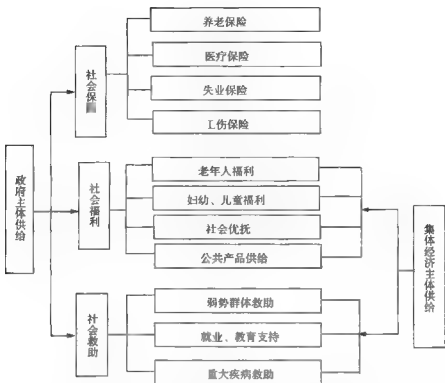 政府主体供给
社会保险
养老保险
医疗保险
失业保险
工伤保险
社会福利
老年人福利
妇幼、儿童福利
社会优抚
公共产品供给
社会救助
弱势群体救助
就业、教育支持
重大疾病救助
集体经济主体供给